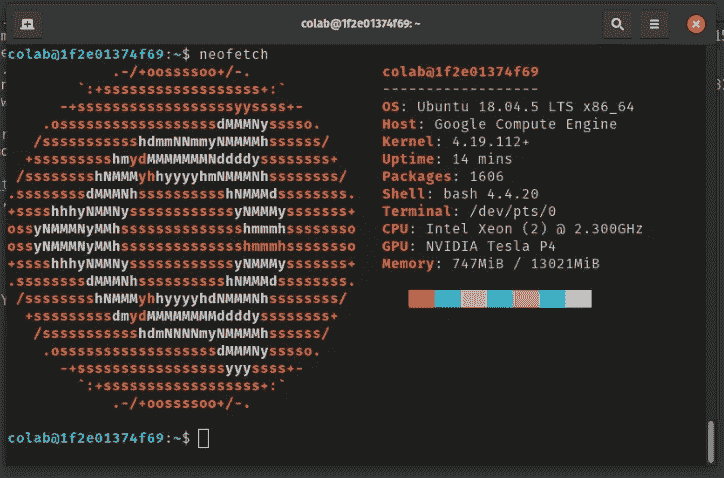 colab@1f2e01374f69: ~
colab@1f2e01374f69:~$ neofetch
.-/+oossssoo+/-.
`:+ssssssssssssssssss+:`
-+ssssssssssssssssssyyssss+-
.ossssssssssssssssssdMMMNysssso.
/ssssssssssshdmmNNmmyNMMMMhssssss/
+ssssssssshmydMMMMMMMNddddyssssssss+
/sssssssshNMMMyhhyyyyhmNMMMNhssssssss/
.ssssssssdMMMNhsssssssssshNMMMdssssssss.
+sssshhhyNMMNyssssssssssssyNMMMysssssss+
ossyNMMMNyMMhsssssssssssssshmmmhssssssso
ossyNMMMNyMMhsssssssssssssshmmmhssssssso
+sssshhhyNMMNyssssssssssssyNMMMysssssss+
.ssssssssdMMMNhsssssssssshNMMMdssssssss.
/sssssssshNMMMyhhyyyyhdNMMMNhssssssss/
+sssssssssdmydMMMMMMMMddddyssssssss+
/ssssssssssshdmNNNNmyNMMMMhssssss/
.ossssssssssssssssssdMMMNysssso.
-+sssssssssssssssssyyyssss+-
`:+ssssssssssssssssss+:`
.-/+oossssoo+/-.
colab@1f2e01374f69
------------------
OS: Ubuntu 18.04.5 LTS x86_64
Host: Google Compute Engine
Kernel: 4.19.112+
Uptime: 14 mins
Packages: 1606
Shell: bash 4.4.20
Terminal: /dev/pts/0
CPU: Intel Xeon (2) @ 2.300GHz
GPU: NVIDIA Tesla P4
Memory: 747MiB / 13021MiB
colab@1f2e01374f69:~$